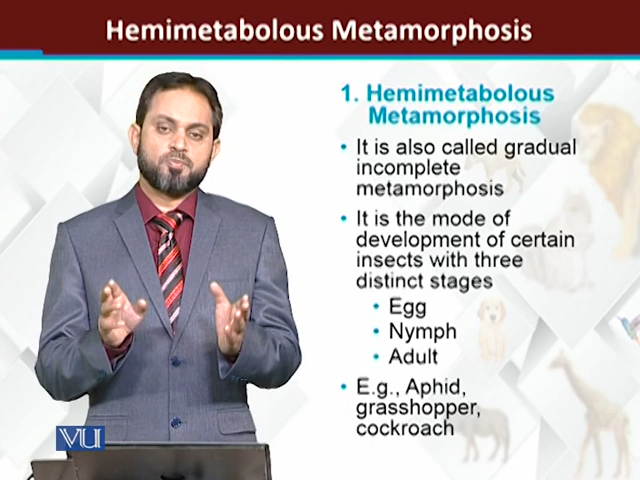 Hemimetabolous Metamorphosis
1. Hemimetabolous
Metamorphosis
• It is also called gradual
incomplete
metamorphosis
• It is the mode of
development of certain
insects with three
distinct stages
• Egg
• Nymph
• Adult
• E.g., Aphid,
grasshopper,
cockroach
VU